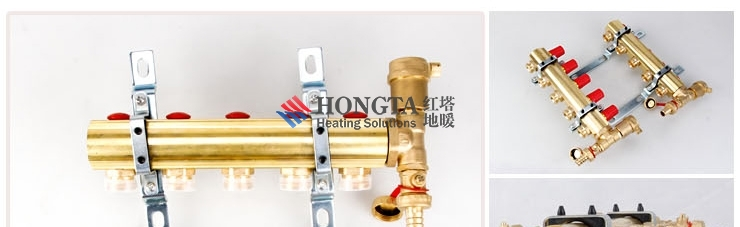 HONGTA 红塔
Heating Solutions 地暖